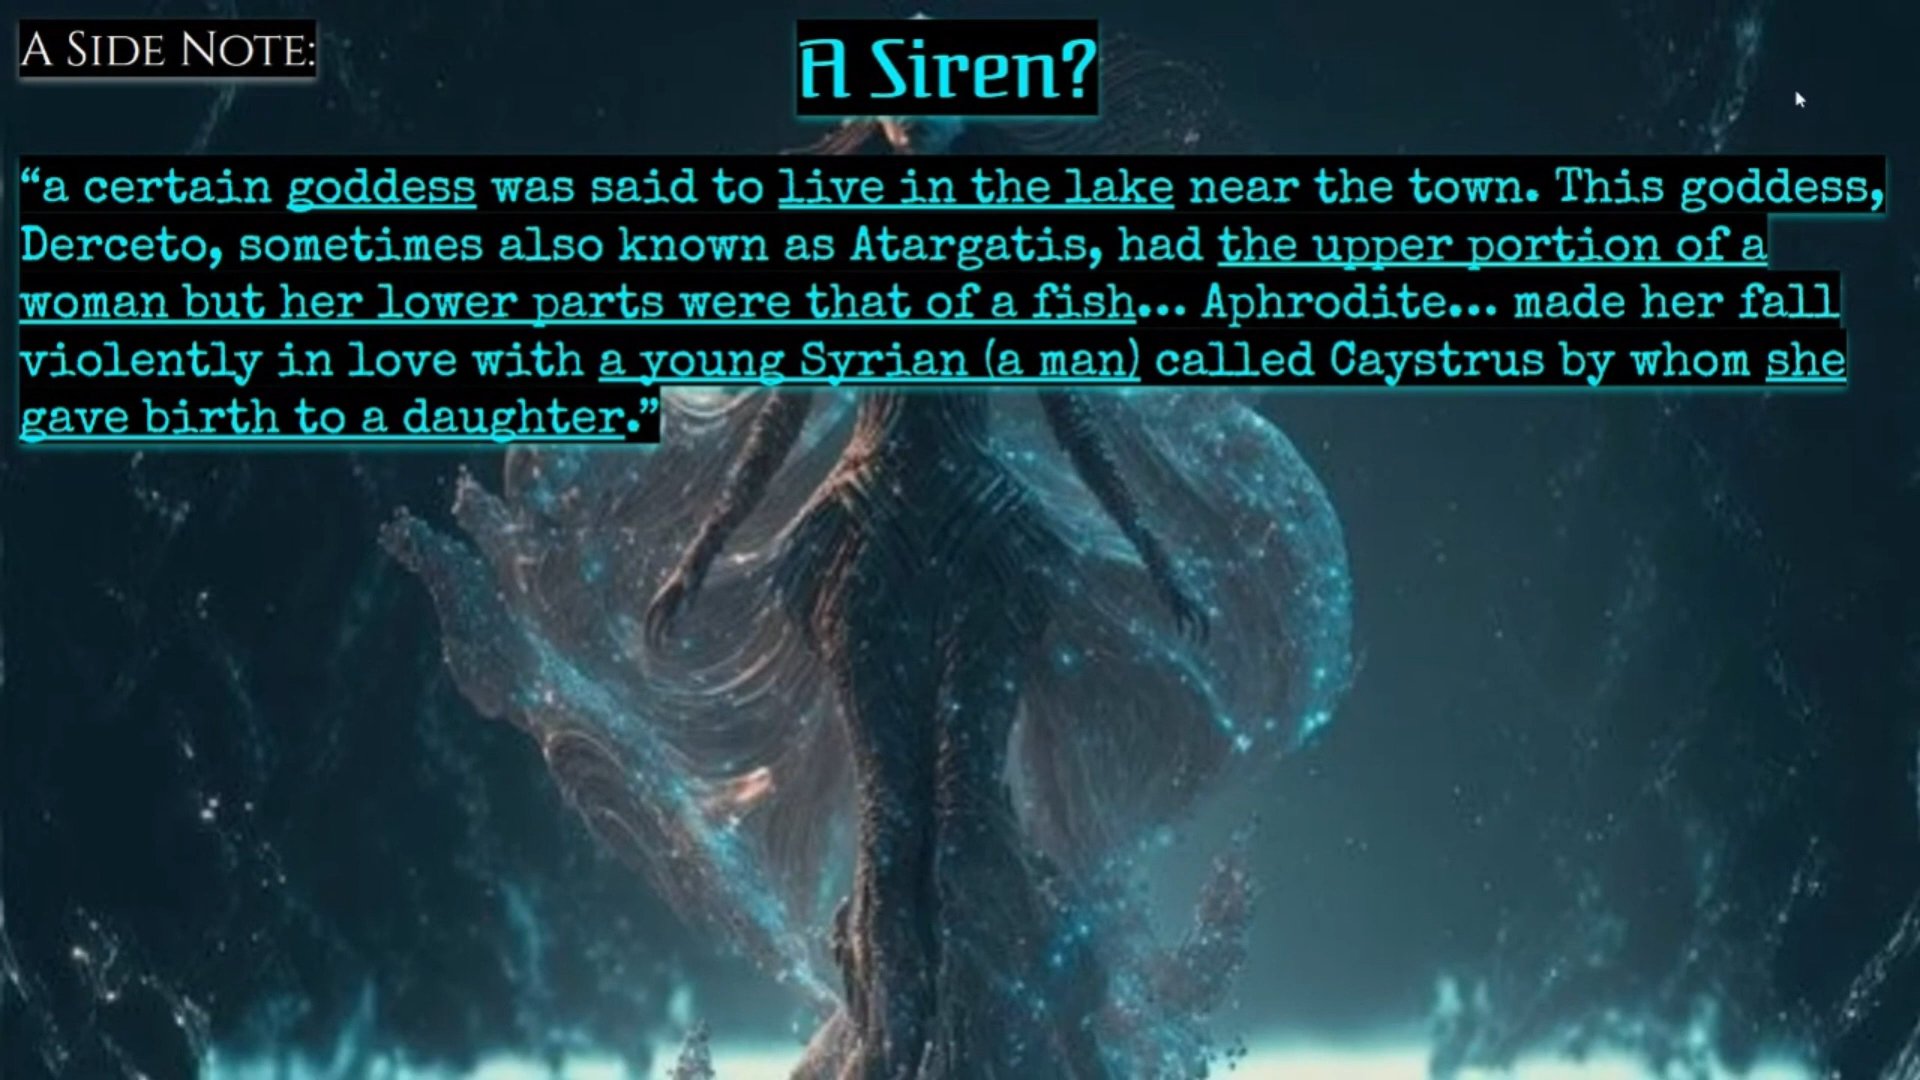 A SIDE NOTE:
A Siren?
“a certain goddess was said to live in the lake near the town. This goddess,
Derceto, sometimes also known as Atargatis, had the upper portion of a
woman but her lower parts were that of a fish... Aphrodite... made her fall
violently in love with a young Syrian (a man) called Caystrus by whom she
gave birth to a daughter.”